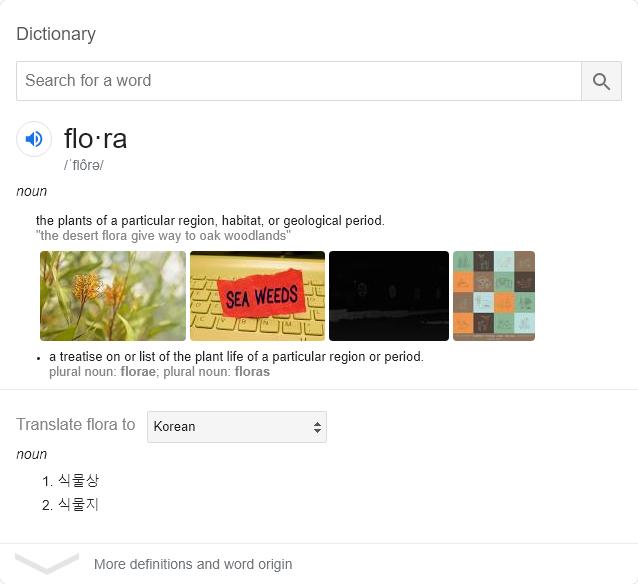 Dictionary
Search for a word
flo·ra
/ˈflôrə/
noun
the plants of a particular region, habitat, or geological period.
"the desert flora give way to oak woodlands"
SEA WEEDS
• a treatise on or list of the plant life of a particular region or period.
plural noun: florae; plural noun: floras
Translate flora to Korean
noun
1. 식물상
2. 식물지
More definitions and word origin